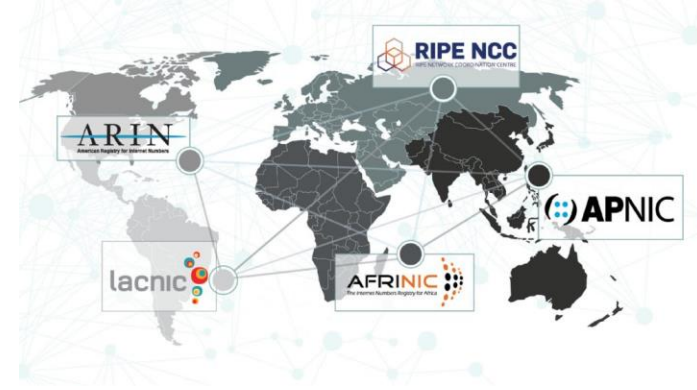 RIPE NCC
RIPE NETWORK COORDINATION CENTRE
ARIN
American Registry for Internet Numbers
APNIC
lacnic
AFRINIC
The Internet Numbers Registry for Africa